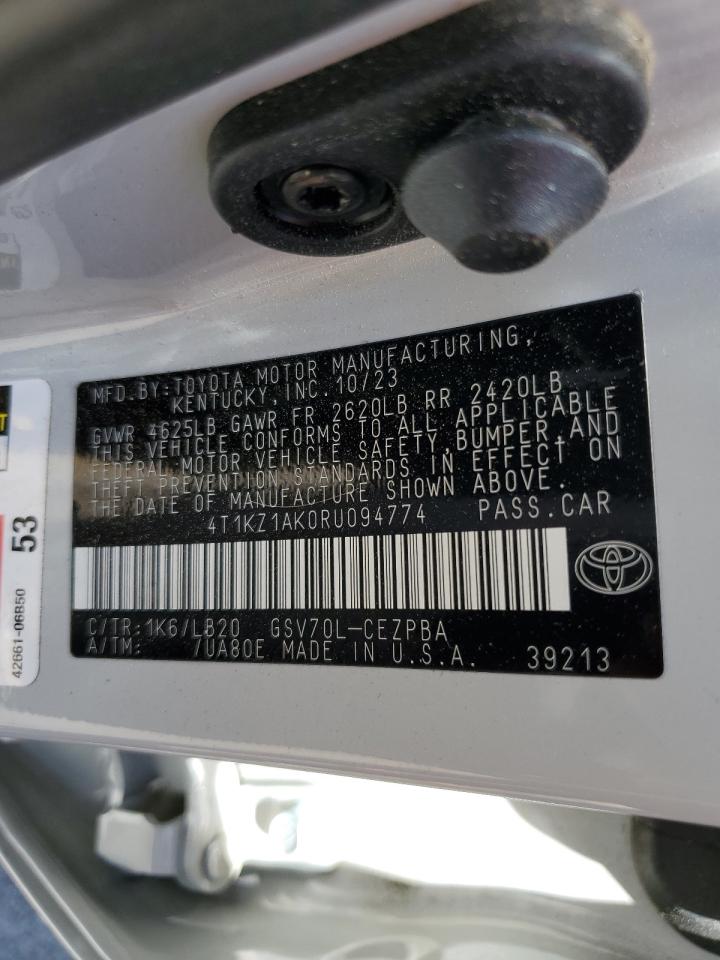 MFD.BY:TOYOTA MOTOR MANUFACTURING,
KENTUCKY,INC.10/23
GVWR 4625LB GAWR FR 2620LB RR 2420LB
THIS VEHICLE CONFORMS TO ALL APPLICABLE
FEDERAL MOTOR VEHICLE SAFETY,BUMPER,AND
THEFT PREVENTION STANDARDS IN EFFECT ON
THE DATE OF MANUFACTURE SHOWN ABOVE.
4T1KZ1AK0RU094774 PASS.CAR
C/TR:1K6/LB20 GSV70L-CEZPBA
A/TM: /UA80E MADE IN U.S.A. 39213
53
42661-06B50